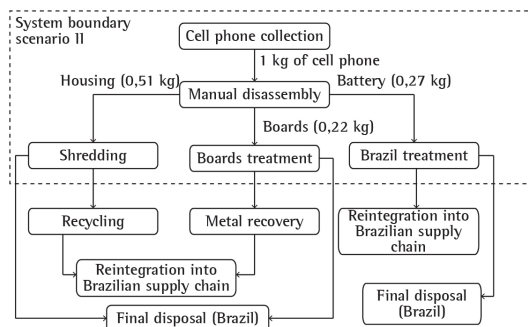 System boundary
scenario II
Cell phone collection
1 kg of cell phone
Housing (0,51 kg)
Battery (0,27 kg)
Manual disassembly
Boards (0,22 kg)
Shredding
Boards treatment
Brazil treatment
Recycling
Metal recovery
Reintegration into
Brazilian supply
chain
Reintegration into
Brazilian supply chain
Final disposal
(Brazil)
Final disposal (Brazil)